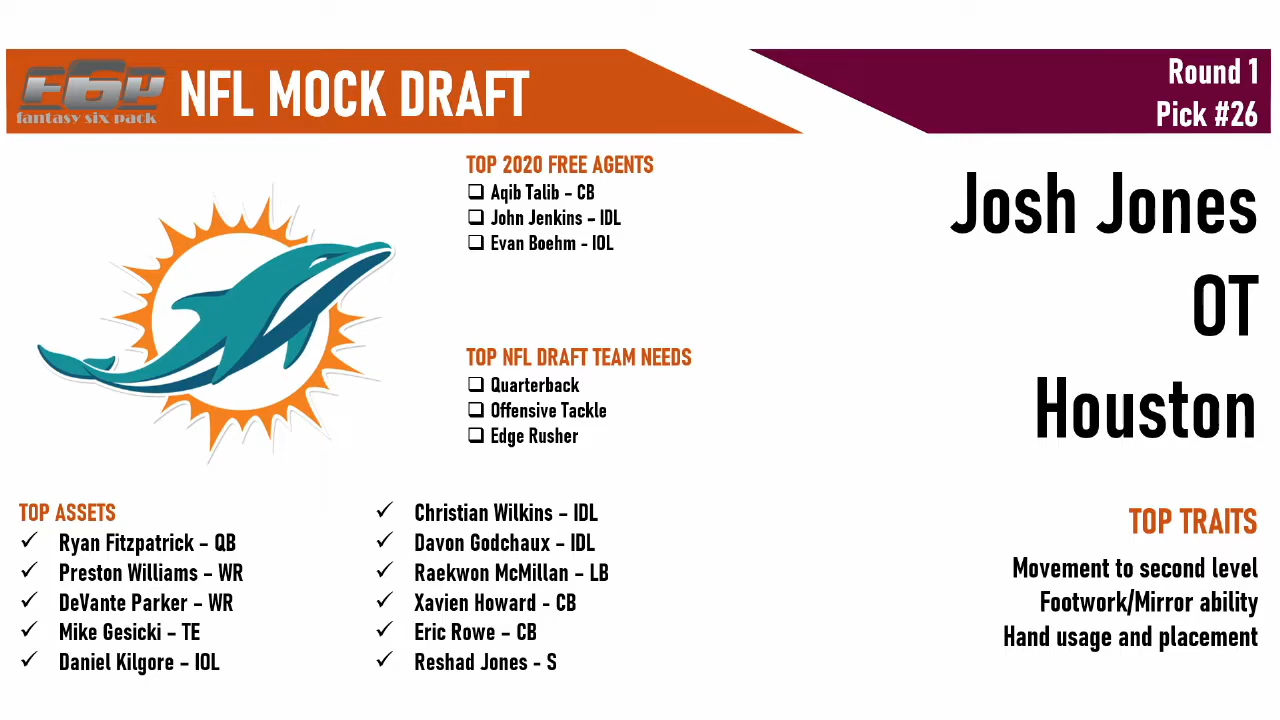 F6P
fantasy six pack
NFL MOCK DRAFT
Round 1
Pick #26
TOP 2020 FREE AGENTS
❑ Aqib Talib – CB
❑ John Jenkins – IDL
❑ Evan Boehm – IOL
TOP NFL DRAFT TEAM NEEDS
❑ Quarterback
❑ Offensive Tackle
❑ Edge Rusher
Josh Jones
OT
Houston
TOP ASSETS
✓ Ryan Fitzpatrick – QB
✓ Preston Williams – WR
✓ DeVante Parker – WR
✓ Mike Gesicki – TE
✓ Daniel Kilgore – IOL
✓ Christian Wilkins – IDL
✓ Davon Godchaux – IDL
✓ Raekwon McMillan – LB
✓ Xavien Howard - CB
✓ Eric Rowe – CB
✓ Reshad Jones - S
TOP TRAITS
Movement to second level
Footwork/Mirror ability
Hand usage and placement